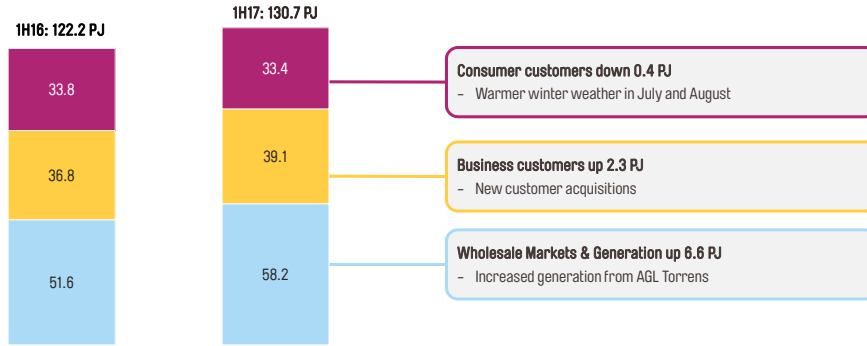 1H16: 122.2 PJ
33.8
36.8
51.6
1H17: 130.7 PJ
33.4
39.1
58.2
Consumer customers down 0.4 PJ
– Warmer winter weather in July and August
Business customers up 2.3 PJ
– New customer acquisitions
Wholesale Markets & Generation up 6.6 PJ
– Increased generation from AGL Torrens